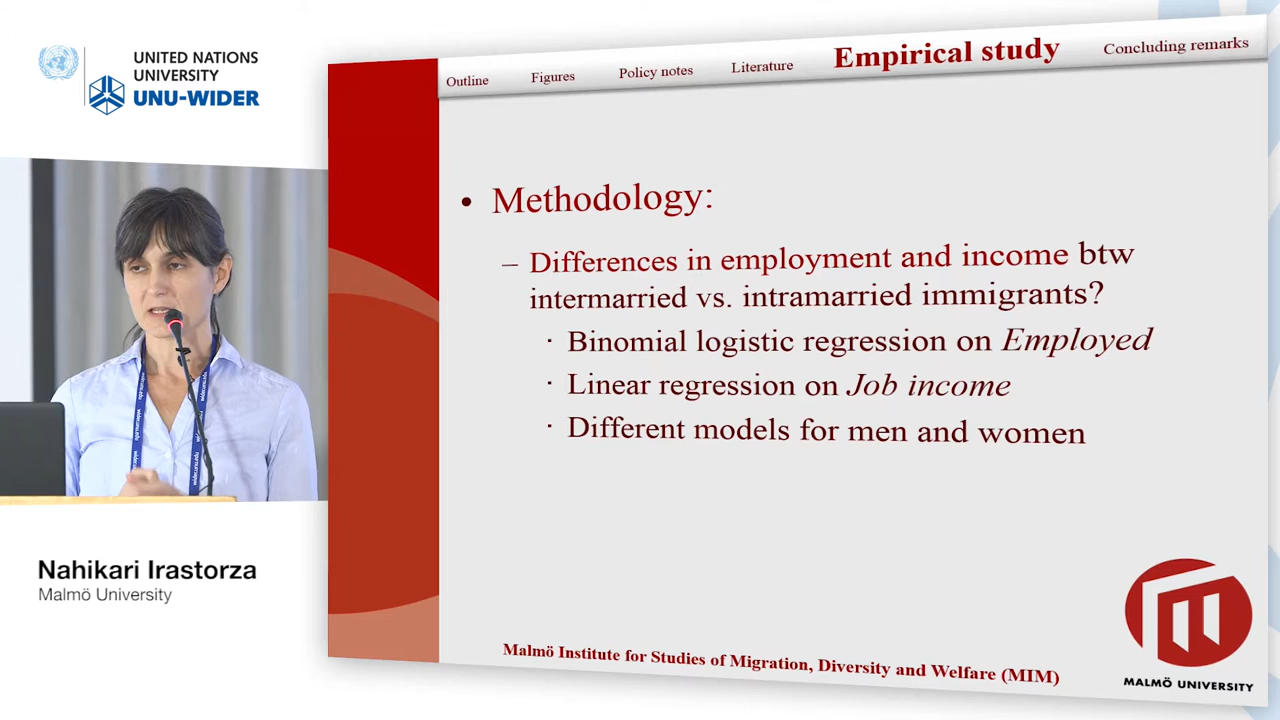 UNITED NATIONS
UNIVERSITY
UNU-WIDER
Outline
Figures
Policy notes
Literature
Empirical study
Concluding remarks
• Methodology:
– Differences in employment and income btw
intermarried vs. intramarried immigrants?
· Binomial logistic regression on Employed
· Linear regression on Job income
· Different models for men and women
Nahikari Irastorza
Malmö University
Malmö Institute for Studies of Migration, Diversity and Welfare (MIM)
MALMÖ UNIVERSITY